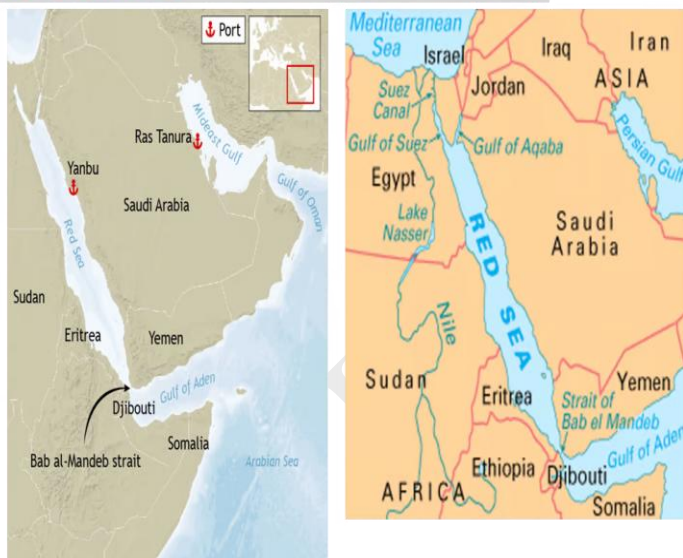 Port
Ras Tanura
Mideast Gulf
Gulf of Oman
Yanbu
Saudi Arabia
Red Sea
Sudan
Eritrea
Yemen
Gulf of Aden
Djibouti
Somalia
Bab al-Mandeb strait
Arabian Sea
Mediterranean
Sea
Israel
Iraq
Iran
Jordan
ASIA
Suez
Canal
Gulf of Suez
Gulf of Aqaba
Persian Gulf
Egypt
Lake
Nasser
RED SEA
Saudi
Arabia
Nile
Sudan
Eritrea
Yemen
Strait of
Bab el Mandeb
Ethiopia
Djibouti
Gulf of Aden
AFRICA
Somalia